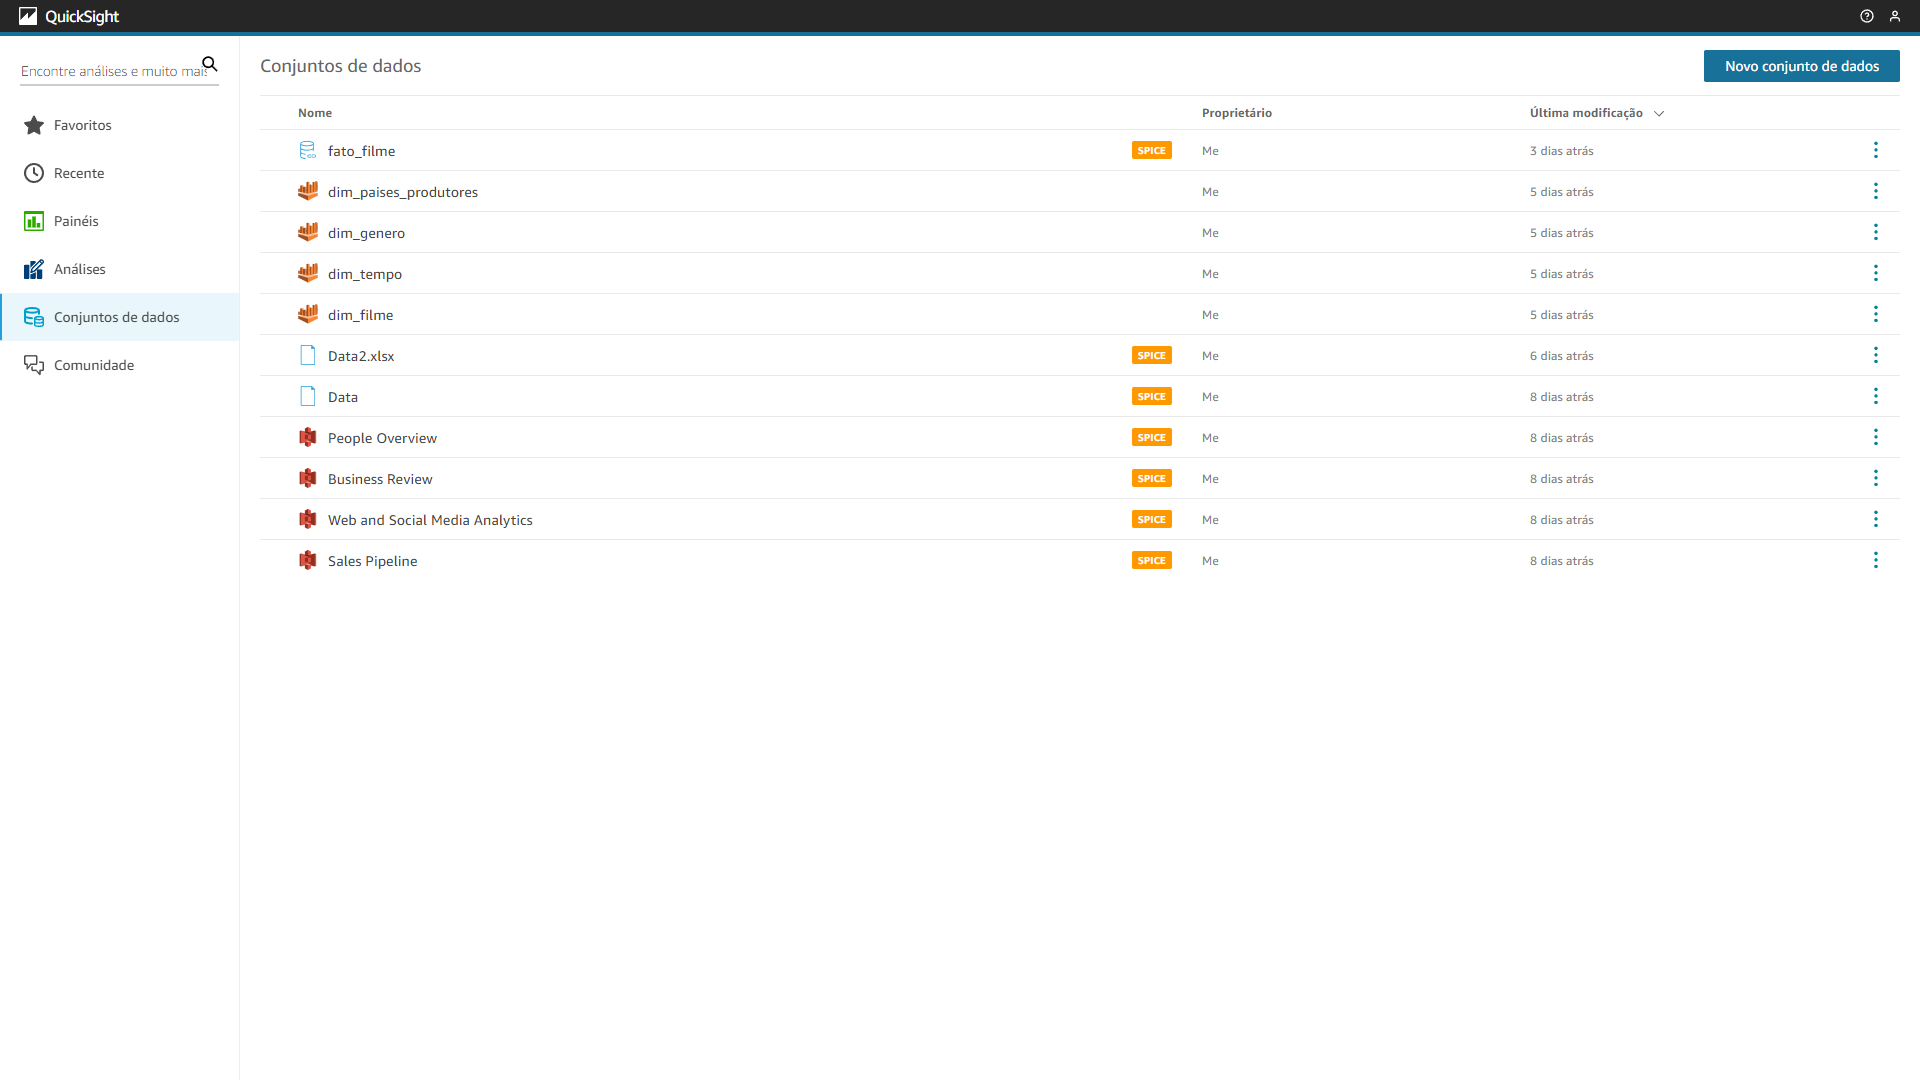 QuickSight
Encontre análises e muito mais
Favoritos
Recente
Painéis
Análises
Conjuntos de dados
Comunidade
Conjuntos de dados
Novo conjunto de dados
Nome Proprietário Última modificação
fato_filme SPICE Me 3 dias atrás
dim_paises_produtores Me 5 dias atrás
dim_genero Me 5 dias atrás
dim_tempo Me 5 dias atrás
dim_filme Me 5 dias atrás
Data2.xlsx SPICE Me 6 dias atrás
Data SPICE Me 8 dias atrás
People Overview SPICE Me 8 dias atrás
Business Review SPICE Me 8 dias atrás
Web and Social Media Analytics SPICE Me 8 dias atrás
Sales Pipeline SPICE Me 8 dias atrás